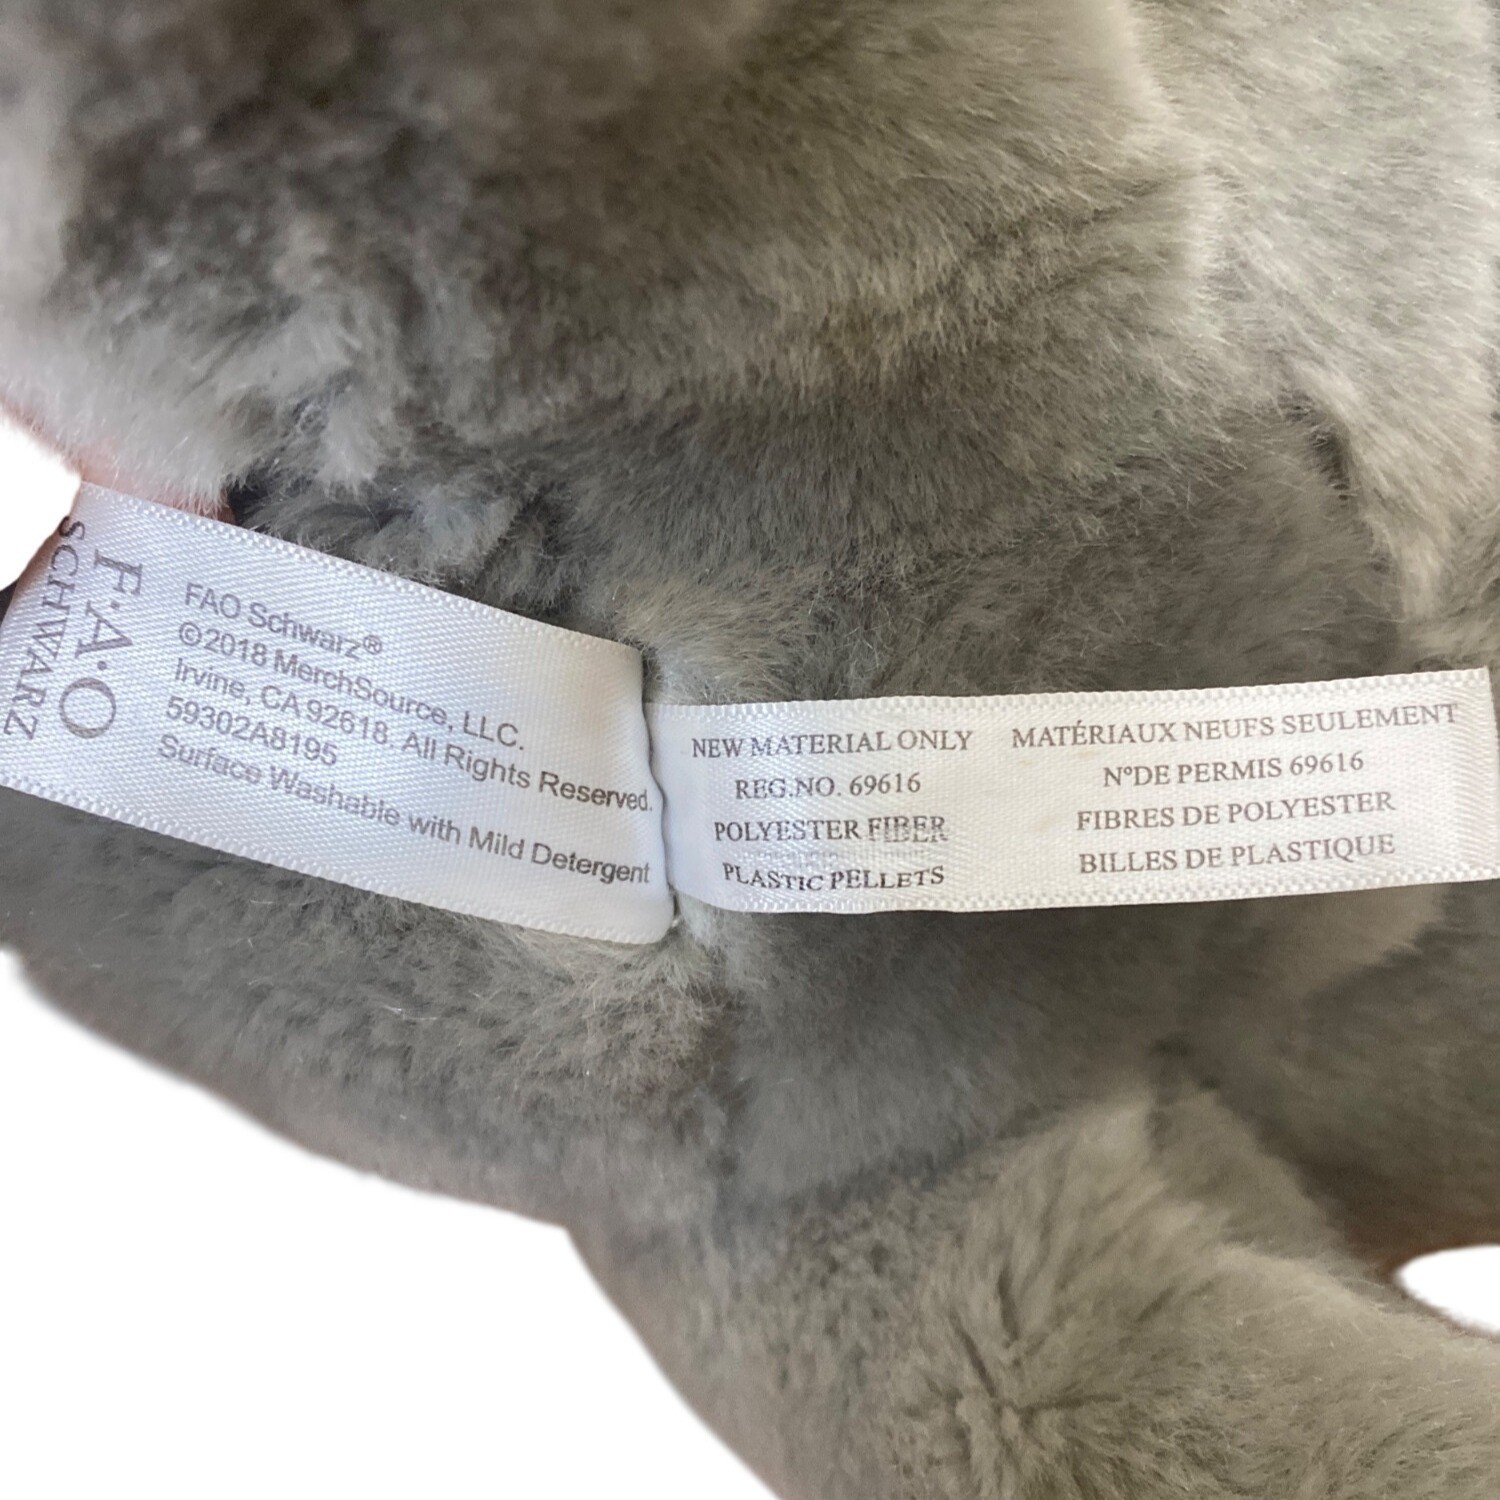 F·A·O
SCHWARZ
FAO Schwarz®
©2018 MerchSource, LLC.
Irvine, CA 92618. All Rights Reserved.
59302A8195
Surface Washable with Mild Detergent
NEW MATERIAL ONLY
REG.NO. 69616
POLYESTER FIBER
PLASTIC PELLETS
MATÉRIAUX NEUFS SEULEMENT
NºDE PERMIS 69616
FIBRES DE POLYESTER
BILLES DE PLASTIQUE